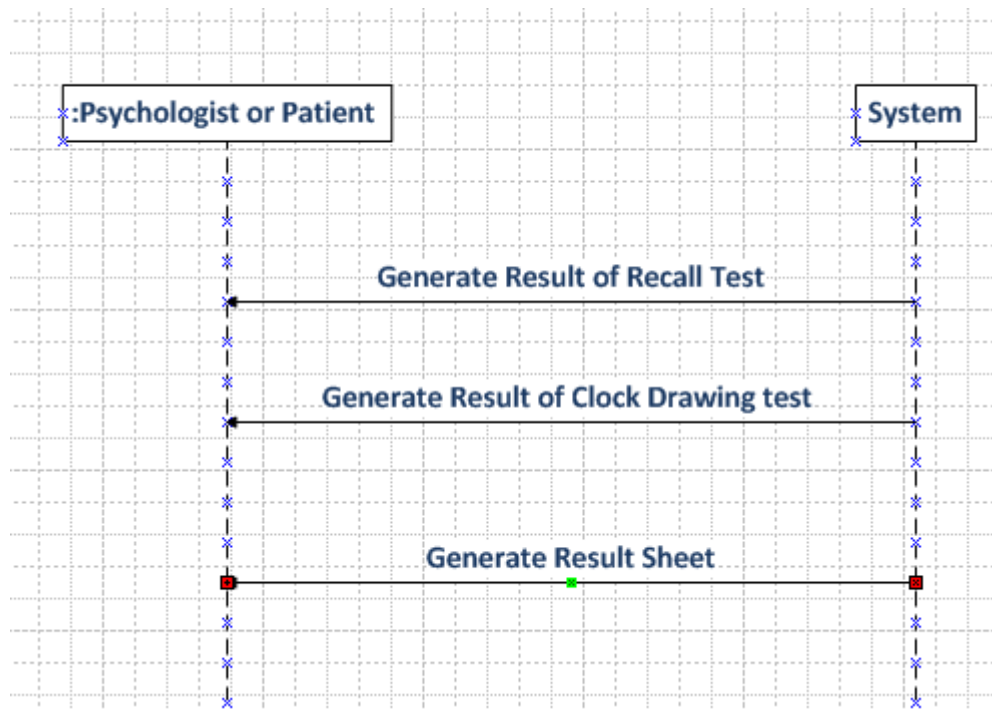 :Psychologist or Patient
System
Generate Result of Recall Test
Generate Result of Clock Drawing test
Generate Result Sheet